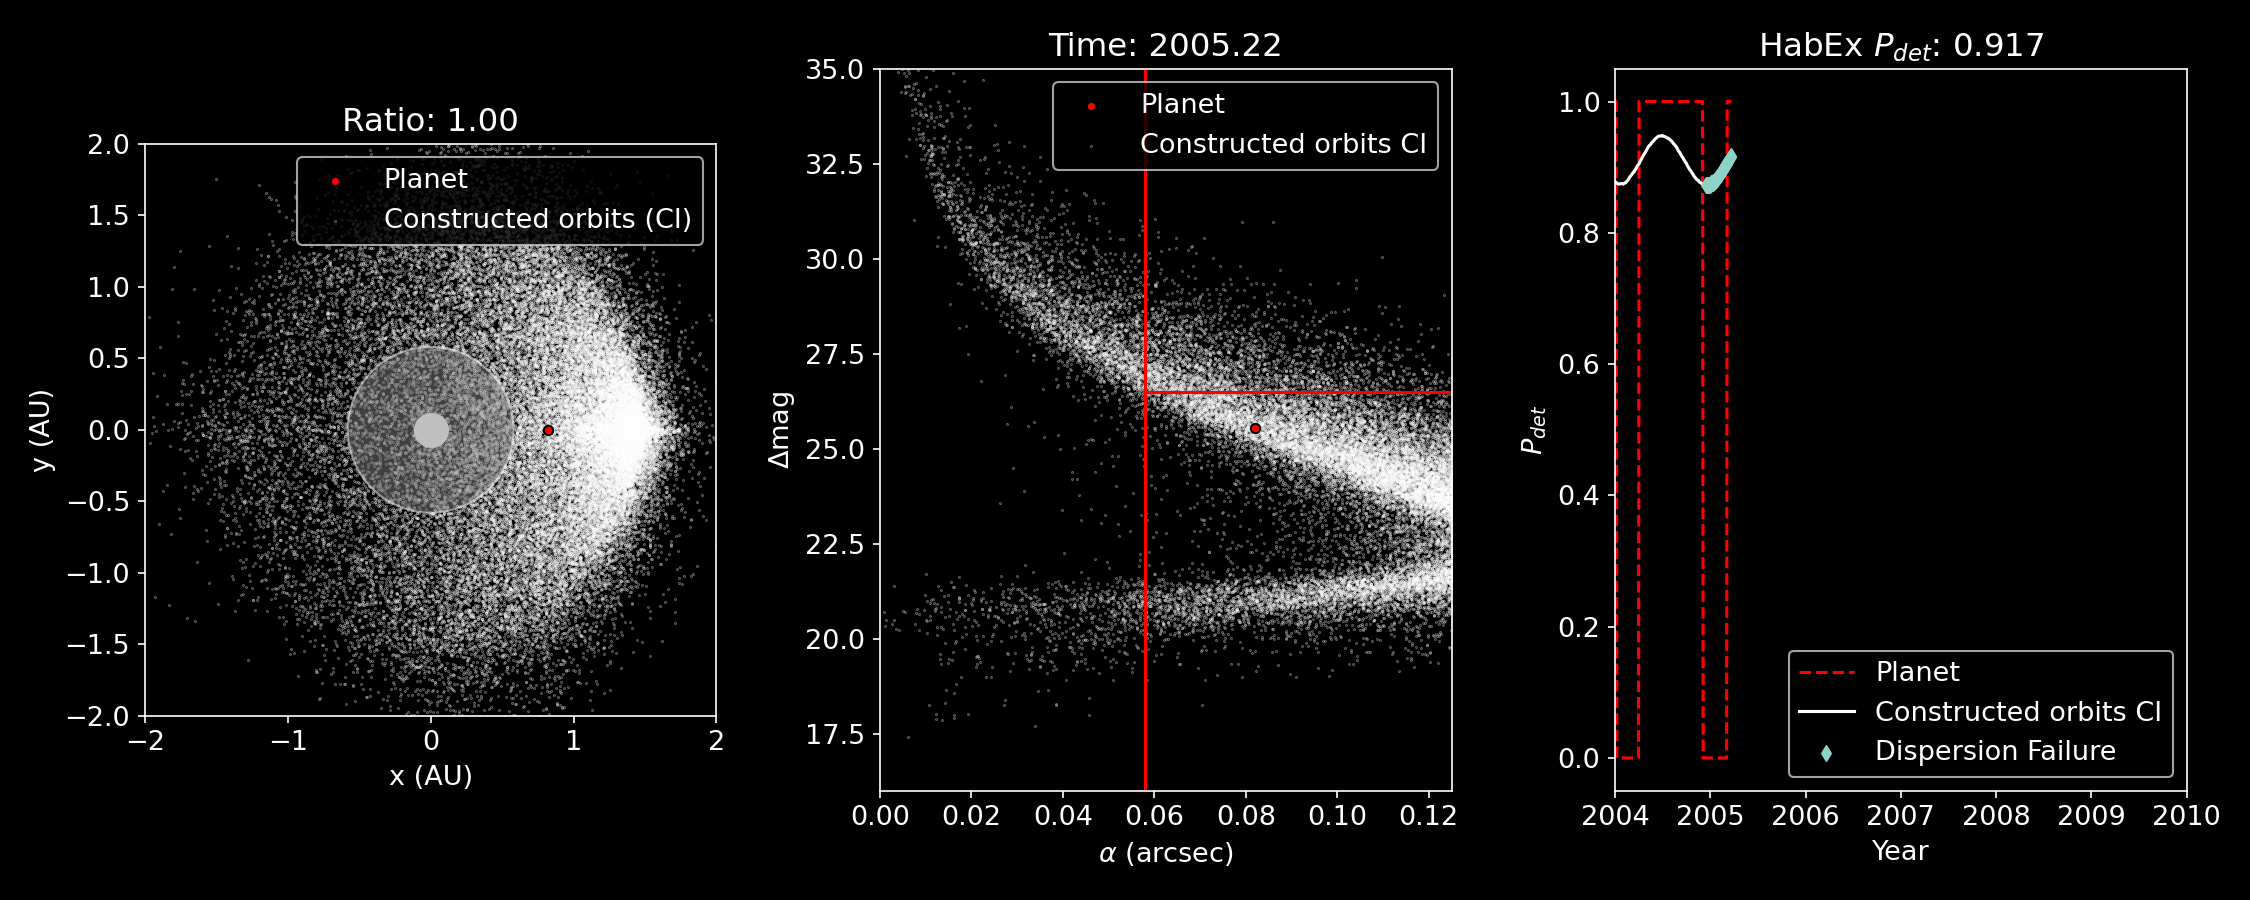 Ratio: 1.00
Planet
Constructed orbits (CI)
2.0
1.5
1.0
0.5
0.0
−0.5
−1.0
−1.5
−2.0
−2
−1
0
1
2
x (AU)
y (AU)
Time: 2005.22
Planet
Constructed orbits CI
35.0
32.5
30.0
27.5
25.0
22.5
20.0
17.5
0.00
0.02
0.04
0.06
0.08
0.10
0.12
α (arcsec)
Δmag
HabEx P_det: 0.917
1.0
0.8
0.6
0.4
0.2
0.0
Planet
Constructed orbits CI
Dispersion Failure
2004
2005
2006
2007
2008
2009
2010
Year
P_det